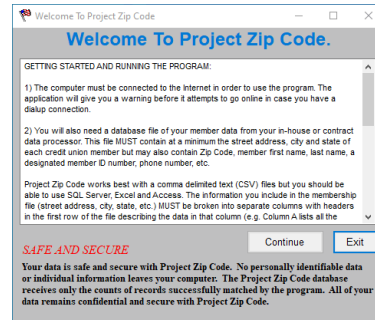 Welcome To Project Zip Code
Welcome To Project Zip Code.
GETTING STARTED AND RUNNING THE PROGRAM:
1) The computer must be connected to the Internet in order to use the program. The
application will give you a warning before it attempts to go online in case you have a
dialup connection.
2) You will also need a database file of your member data from your in-house or contract
data processor. This file MUST contain at a minimum the street address, city and state of
each credit union member but may also contain Zip Code, member first name, last name, a
designated member ID number, phone number, etc.
Project Zip Code works best with a comma delimited text (CSV) files but you should be
able to use SQL Server, Excel and Access. The information you include in the membership
file (street address, city, state, etc.) MUST be broken into separate columns with headers
in the first row of the file describing the data in that column (e.g. Column A lists all the
SAFE AND SECURE
Continue
Exit
Your data is safe and secure with Project Zip Code. No personally identifiable data
or individual information leaves your computer. The Project Zip Code database
receives only the counts of records successfully matched by the program. All of your
data remains confidential and secure with Project Zip Code.